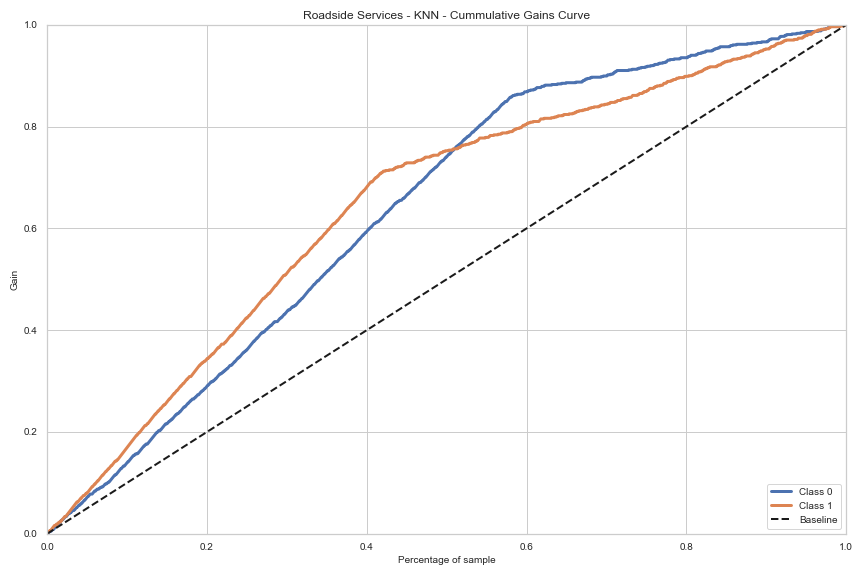 Roadside Services - KNN - Cummulative Gains Curve
1.0
0.8
0.6
0.4
0.2
0.0
Gain
0.0 0.2 0.4 0.6 0.8 1.0
Percentage of sample
Class 0
Class 1
Baseline